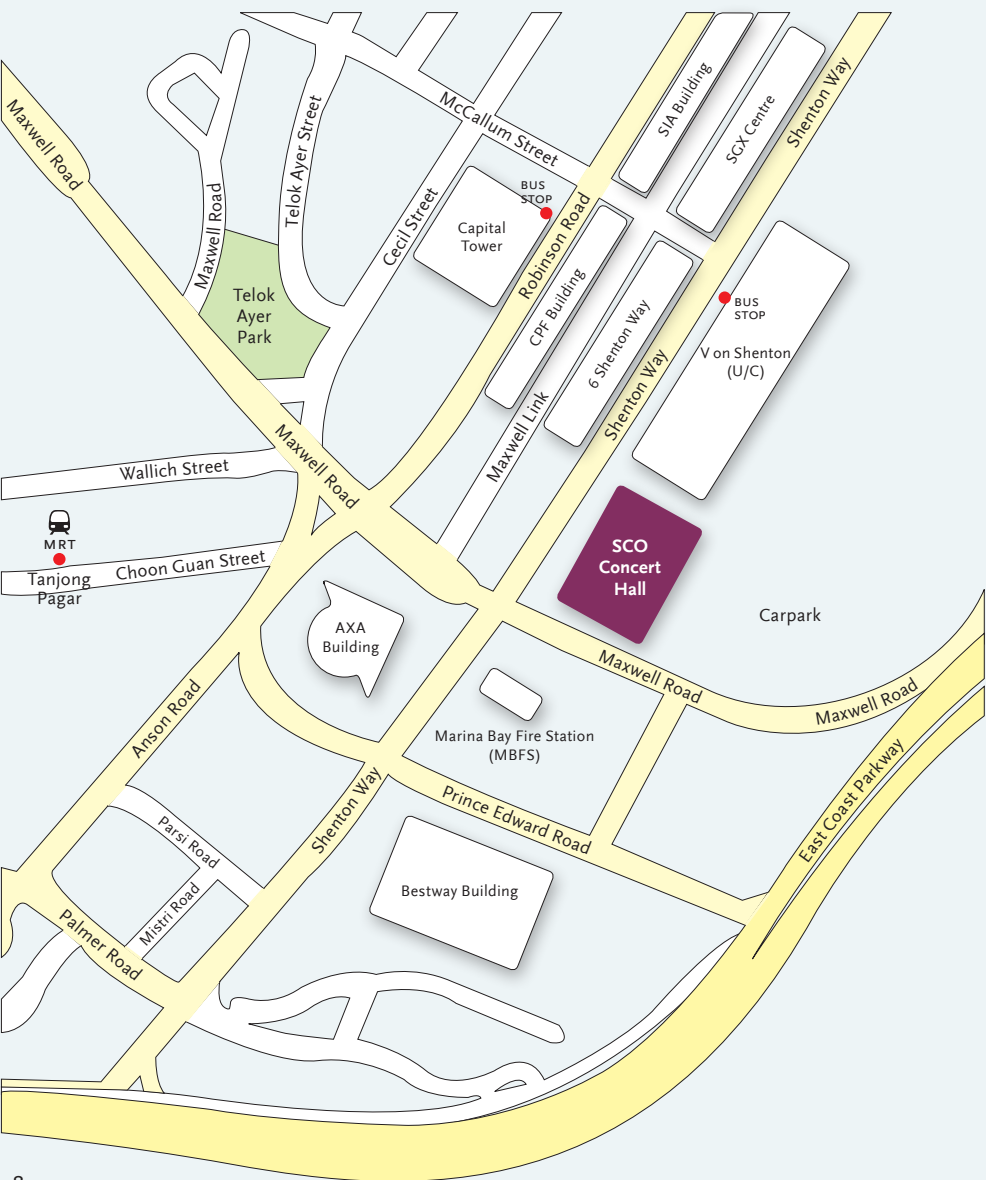 Maxwell Road
McCallum Street
SIA Building
SGX Centre
Shenton Way
Telok Ayer Street
Maxwell Road
Cecil Street
BUS
STOP
Capital
Tower
Robinson Road
CPF Building
6 Shenton Way
BUS
STOP
V on Shenton
(U/C)
Telok
Ayer
Park
Shenton Way
Maxwell Link
Maxwell Road
Wallich Street
MRT
Tanjong
Pagar
Choon Guan Street
SCO
Concert
Hall
Carpark
AXA
Building
Maxwell Road
Maxwell Road
Anson Road
Marina Bay Fire Station
(MBFS)
East Coast Parkway
Shenton Way
Prince Edward Road
Parsi Road
Mistri Road
Bestway Building
Palmer Road